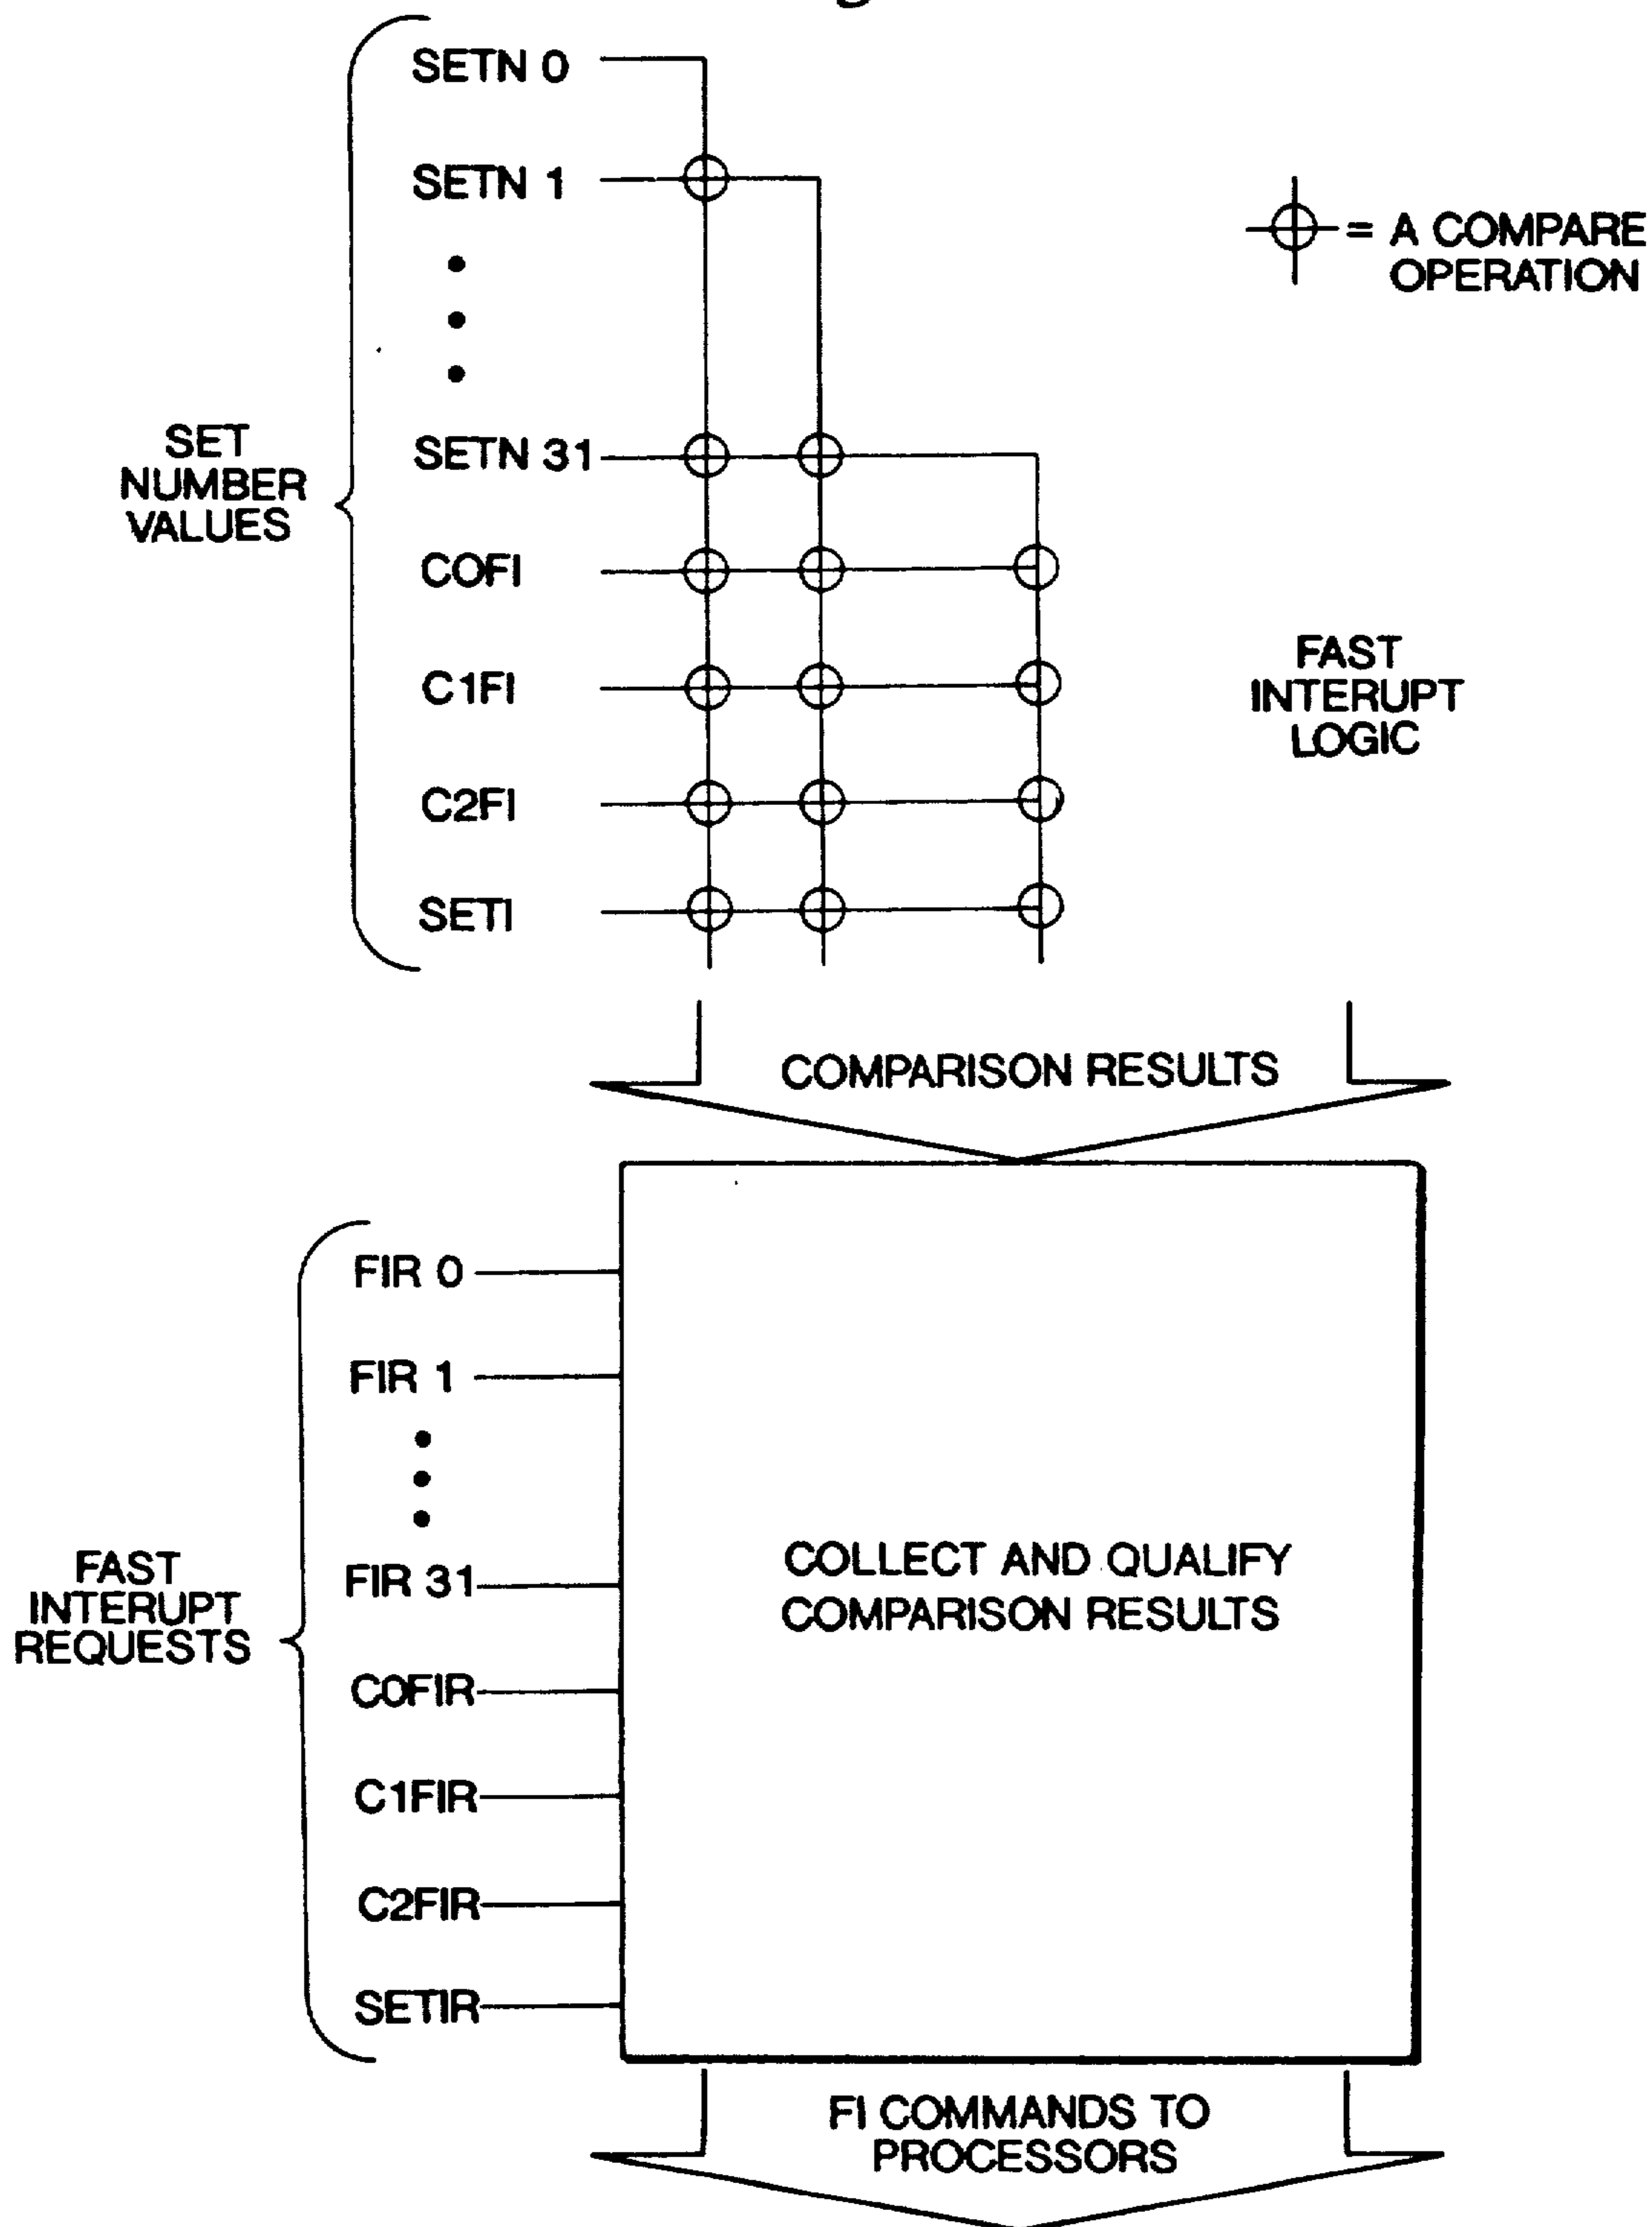 SETN 0
SETN 1
SETN 31
SET
NUMBER
VALUES
COFI
C1FI
C2FI
SETI
= A COMPARE
OPERATION
FAST
INTERUPT
LOGIC
COMPARISON RESULTS
FIR 0
FIR 1
FIR 31
FAST
INTERUPT
REQUESTS
C0FIR
C1FIR
C2FIR
SETIR
COLLECT AND QUALIFY
COMPARISON RESULTS
FI COMMANDS TO
PROCESSORS